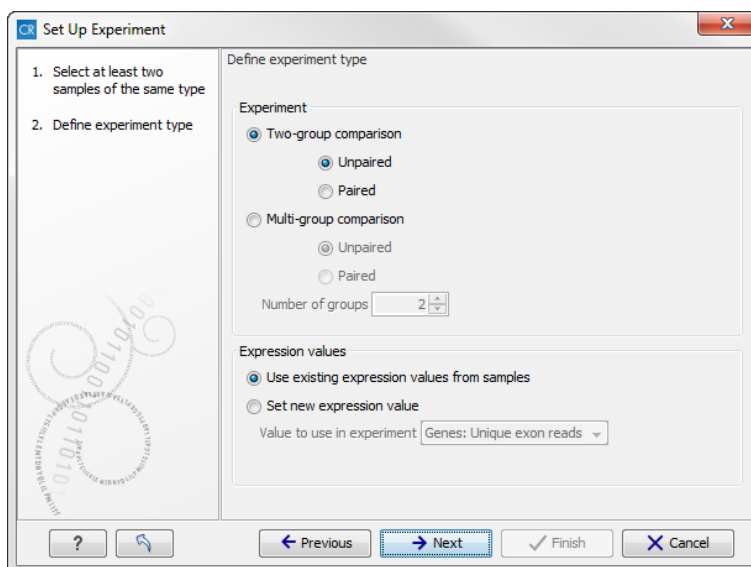 CR Set Up Experiment
X
1. Select at least two
samples of the same type
2. Define experiment type
Define experiment type
Experiment
Two-group comparison
Unpaired
Paired
Multi-group comparison
Unpaired
Paired
Number of groups 2
Expression values
Use existing expression values from samples
Set new expression value
Value to use in experiment Genes: Unique exon reads
? Previous Next Finish Cancel